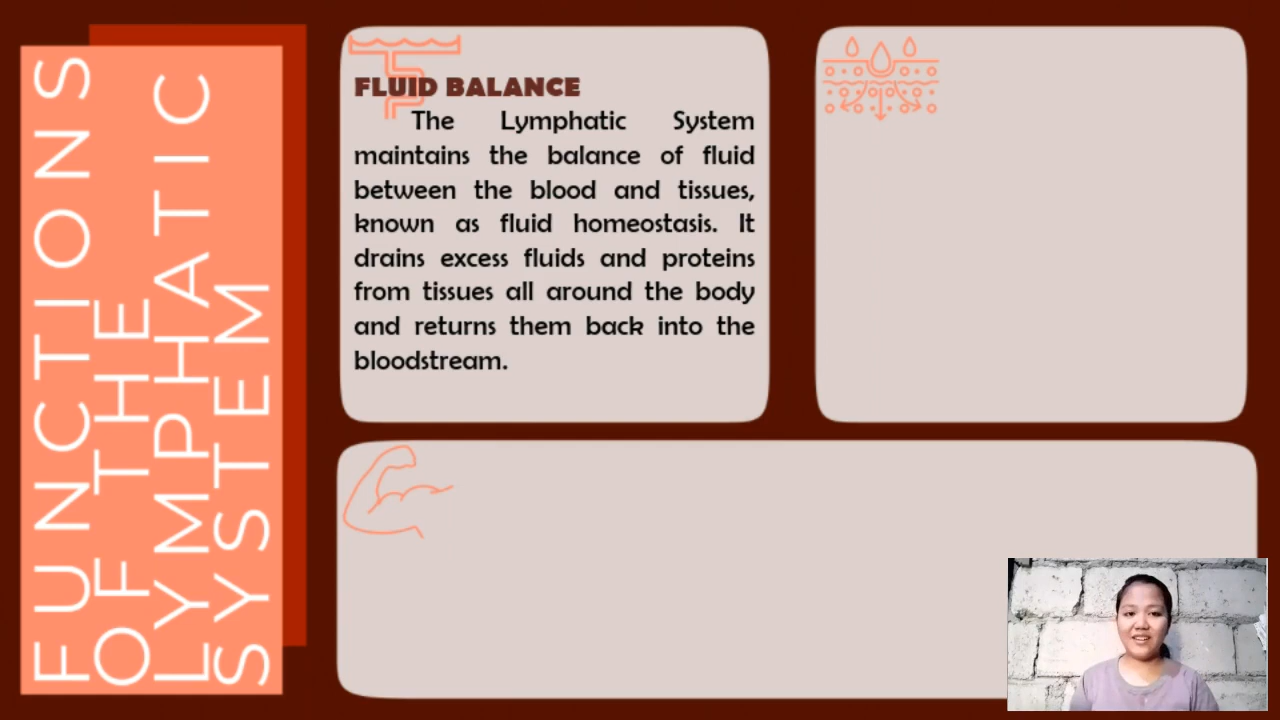 FUNCTIONS
OF THE
LYMPHATIC
SYSTEM
FLUID BALANCE
The Lymphatic System
maintains the balance of fluid
between the blood and tissues,
known as fluid homeostasis. It
drains excess fluids and proteins
from tissues all around the body
and returns them back into the
bloodstream.